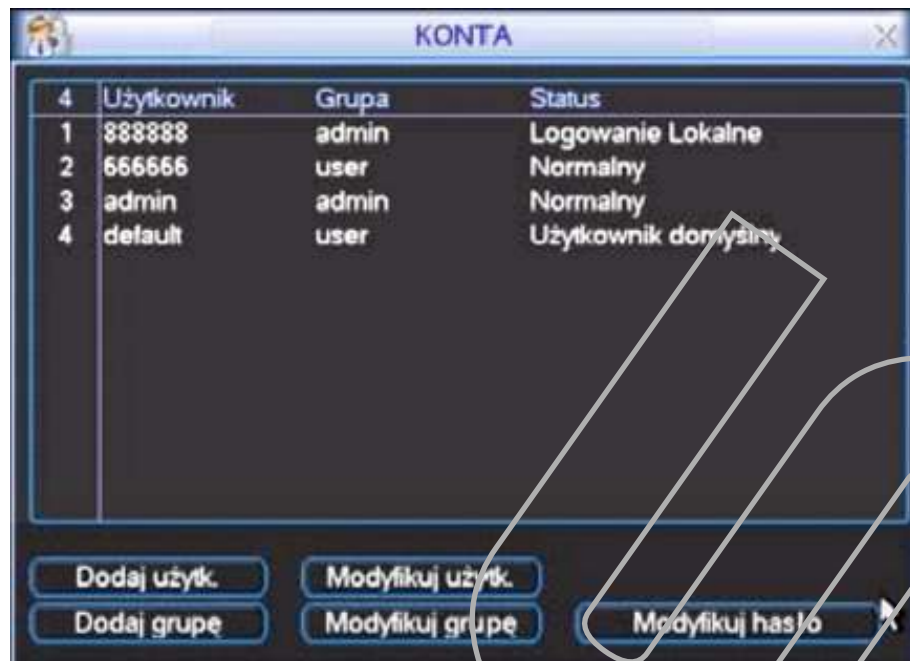 KONTA
4 Użytkownik Grupa Status
1 888888 admin Logowanie Lokalne
2 666666 user Normalny
3 admin admin Normalny
4 default user Użytkownik domyślny
Dodaj użytk. Modyfikuj użytk.
Dodaj grupę Modyfikuj grupę Modyfikuj hasło